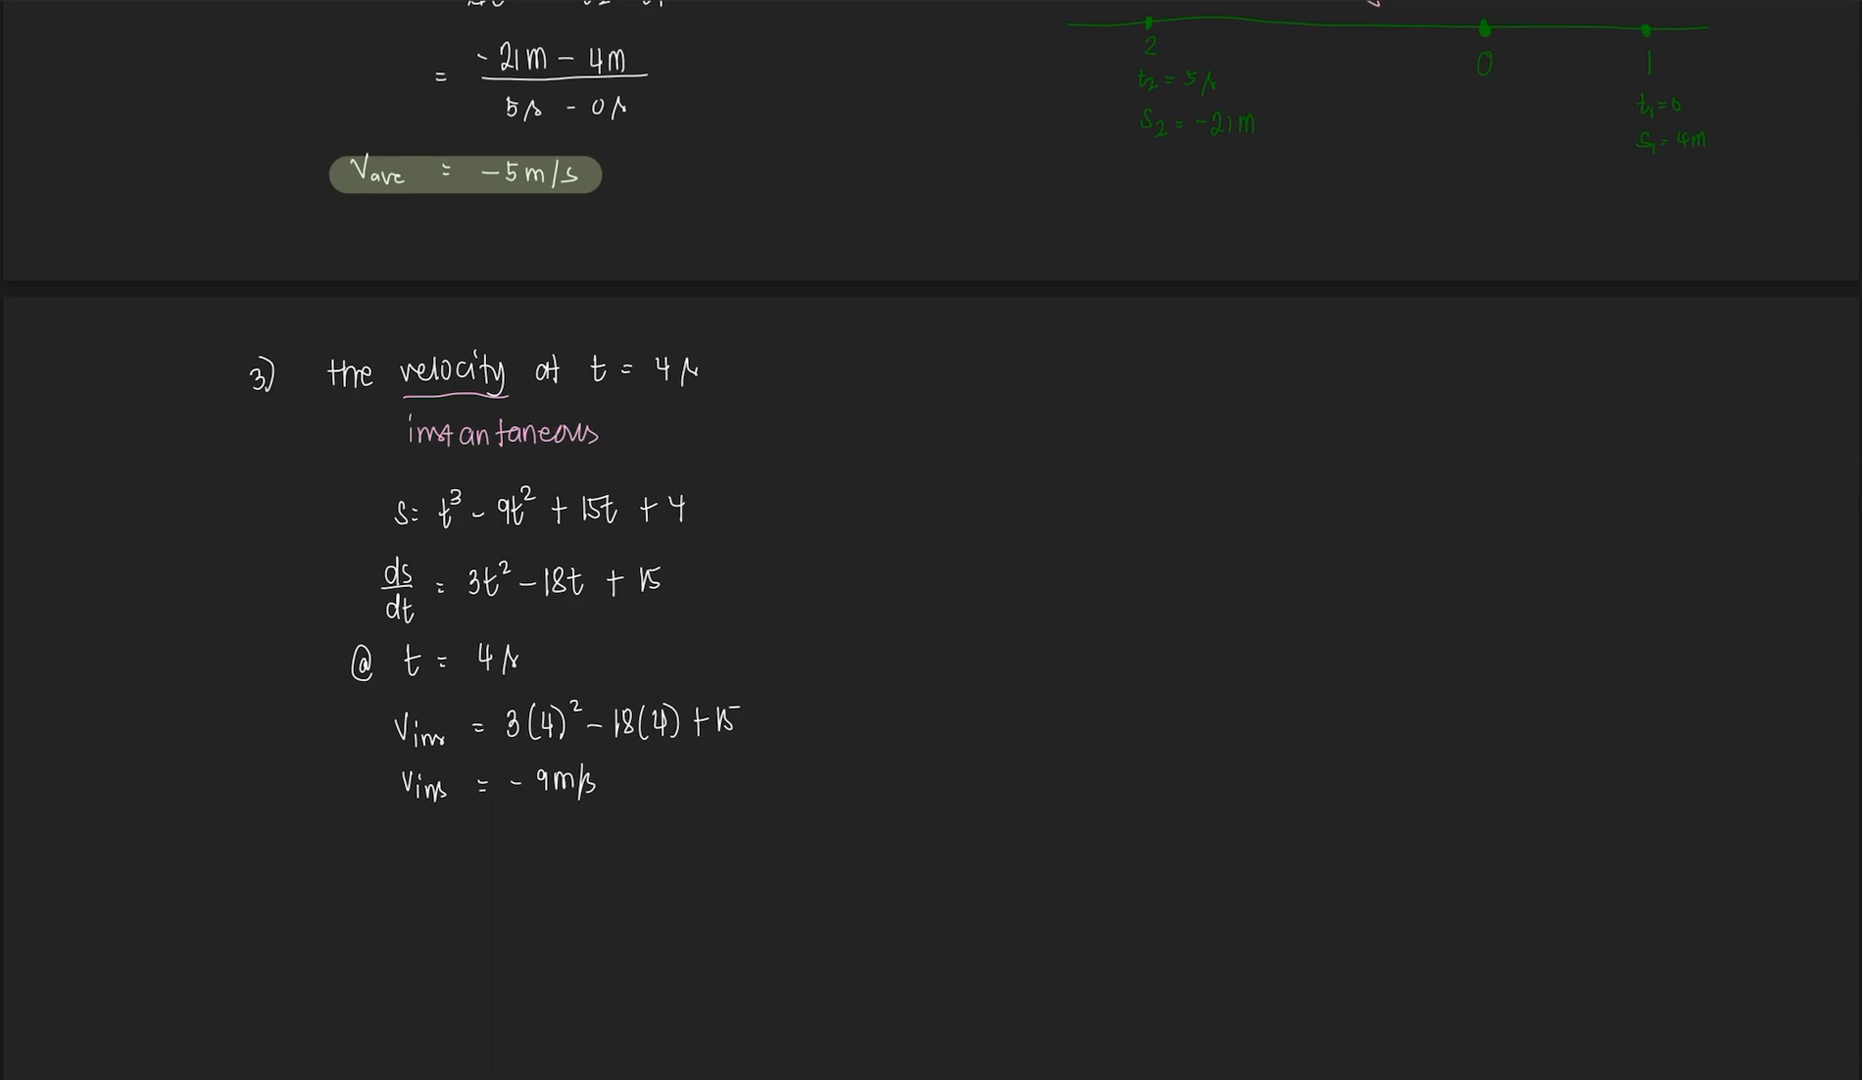 = -21m - 4m
5s - 0s
Vave = -5m/s
2
t2 = 5s
S2 = -21m
0
1
t1=0
S1= 4m
3) the velocity at t = 4s
instantaneous
s= t³ - 9t² + 15t + 4
ds/dt = 3t² - 18t + 15
@ t = 4s
Vins = 3(4)² - 18(4) + 15
Vins = - 9m/s